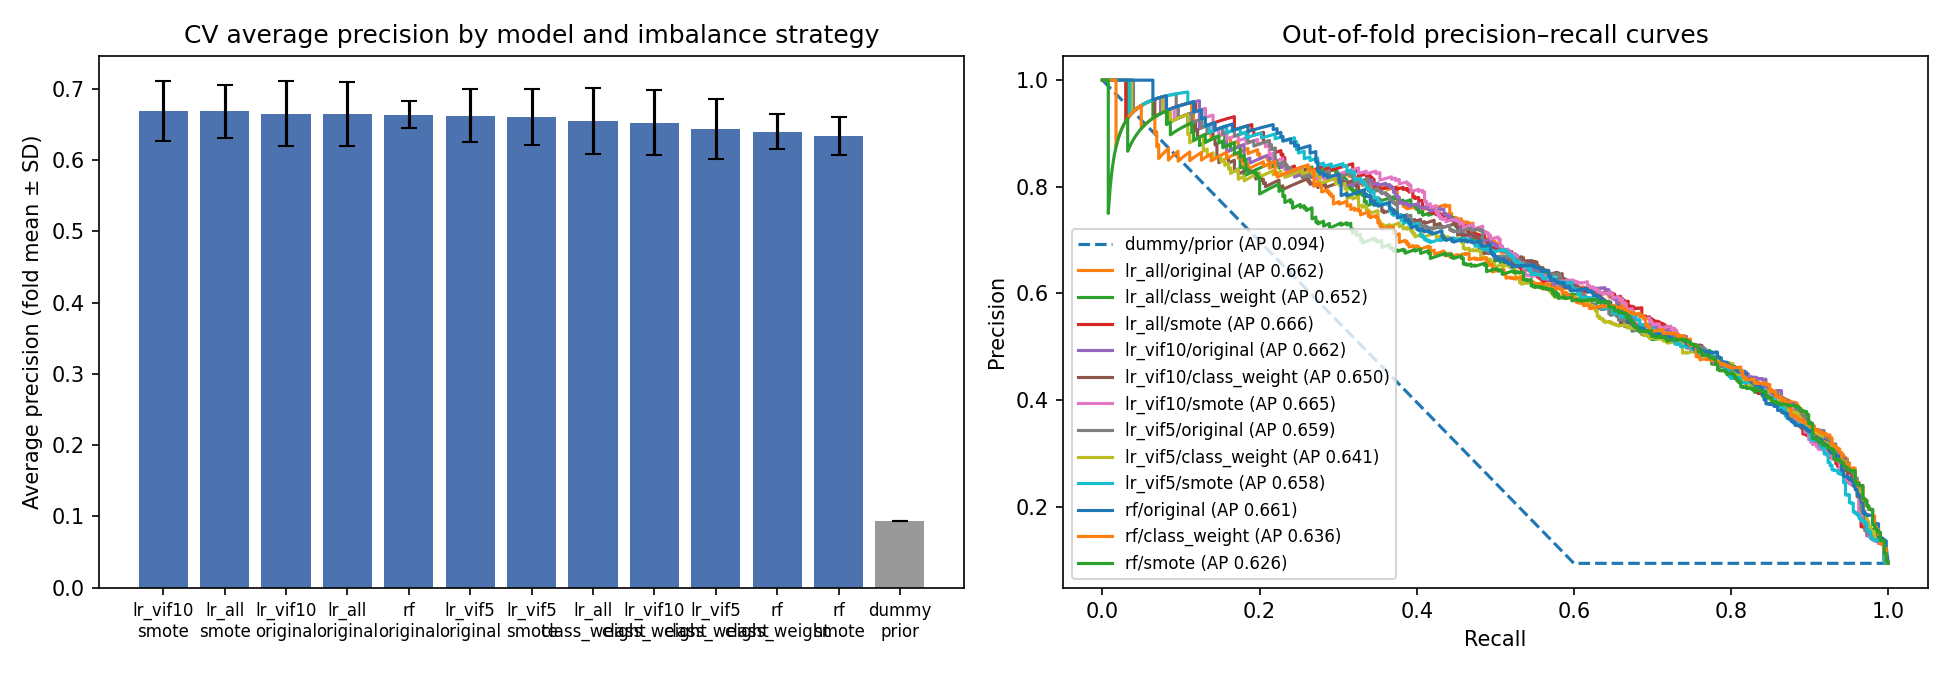 CV average precision by model and imbalance strategy
Average precision (fold mean ± SD)
0.7
0.6
0.5
0.4
0.3
0.2
0.1
0.0
lr_vif10 smote
lr_all smote
lr_vif10 original
lr_all original
rf original
lr_vif5 original
lr_vif5 smote
lr_all class_weight
lr_vif10 class_weight
lr_vif5 class_weight
rf class_weight
rf smote
dummy prior
Out-of-fold precision–recall curves
Precision
1.0
0.8
0.6
0.4
0.2
dummy/prior (AP 0.094)
lr_all/original (AP 0.662)
lr_all/class_weight (AP 0.652)
lr_all/smote (AP 0.666)
lr_vif10/original (AP 0.662)
lr_vif10/class_weight (AP 0.650)
lr_vif10/smote (AP 0.665)
lr_vif5/original (AP 0.659)
lr_vif5/class_weight (AP 0.641)
lr_vif5/smote (AP 0.658)
rf/original (AP 0.661)
rf/class_weight (AP 0.636)
rf/smote (AP 0.626)
0.0 0.2 0.4 0.6 0.8 1.0
Recall